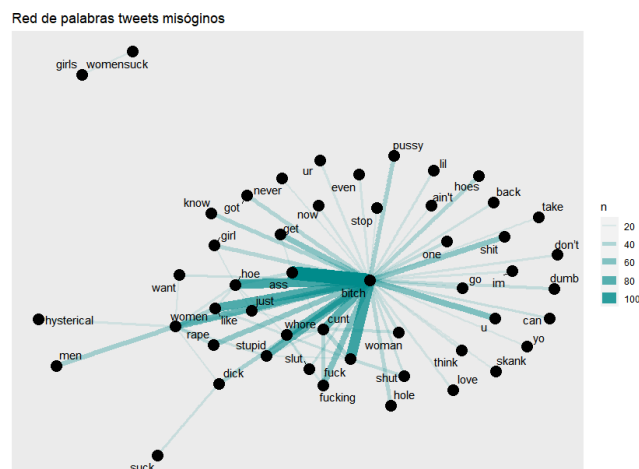 Red de palabras tweets misóginos
girls
womensuck
pussy
ur
lil
even
hoes
never
back
know
got
now
ain't
stop
take
girl
get
one
shit
don't
want
hoe
ass
bitch
go
im
dumb
hysterical
women
like
just
whore
cunt
u
can
rape
woman
yo
men
stupid
slut
fuck
think
skank
dick
shut
love
fucking
hole
suck
n
20
40
60
80
100